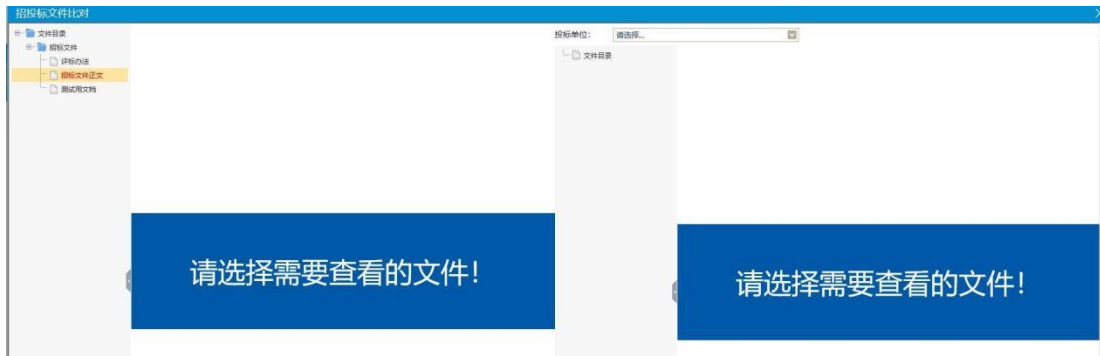 招投标文件比对
文件目录
招标文件
评标办法
招标文件正文
测试用文档
请选择需要查看的文件!
投标单位: 请选择...
文件目录
请选择需要查看的文件!